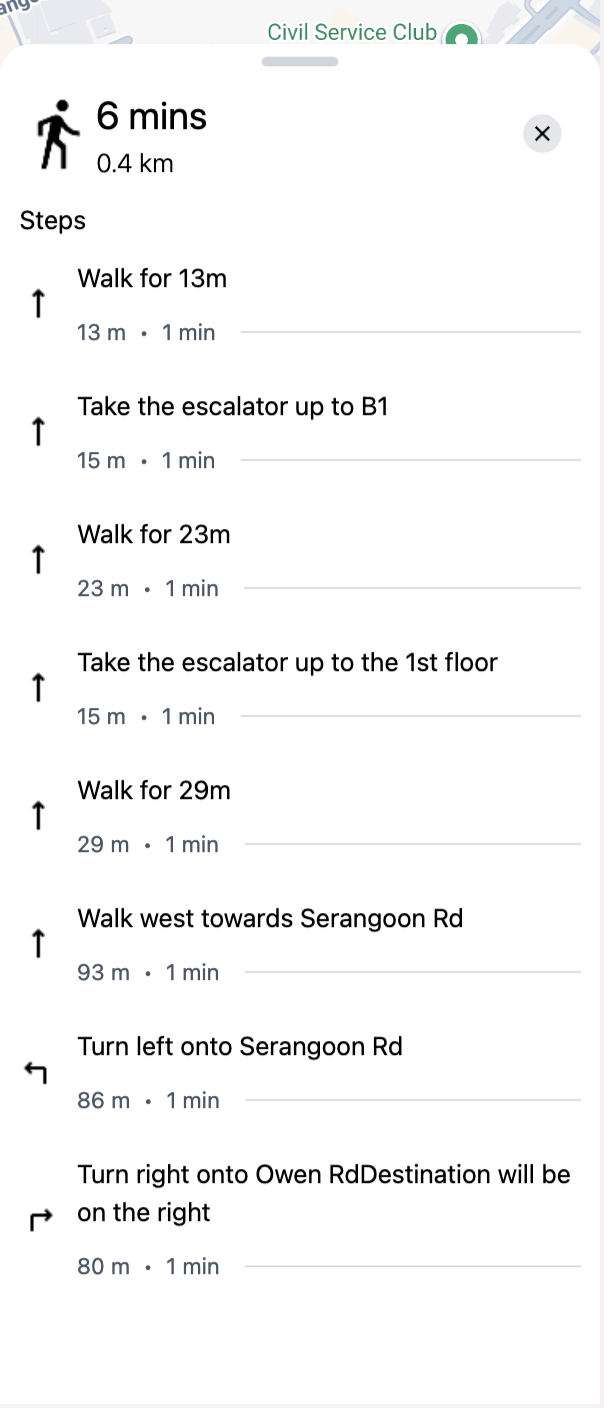 Civil Service Club
6 mins
0.4 km
Steps
Walk for 13m
13 m • 1 min
Take the escalator up to B1
15 m • 1 min
Walk for 23m
23 m • 1 min
Take the escalator up to the 1st floor
15 m • 1 min
Walk for 29m
29 m • 1 min
Walk west towards Serangoon Rd
93 m • 1 min
Turn left onto Serangoon Rd
86 m • 1 min
Turn right onto Owen RdDestination will be
on the right
80 m • 1 min